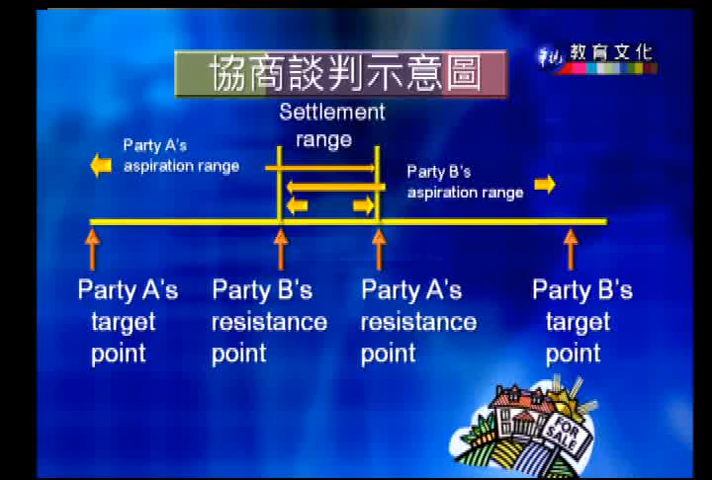 協商談判示意圖
教育文化
Settlement
range
Party A's
aspiration range
Party B's
aspiration range
Party A's
target
point
Party B's
resistance
point
Party A's
resistance
point
Party B's
target
point
FOR
SALE